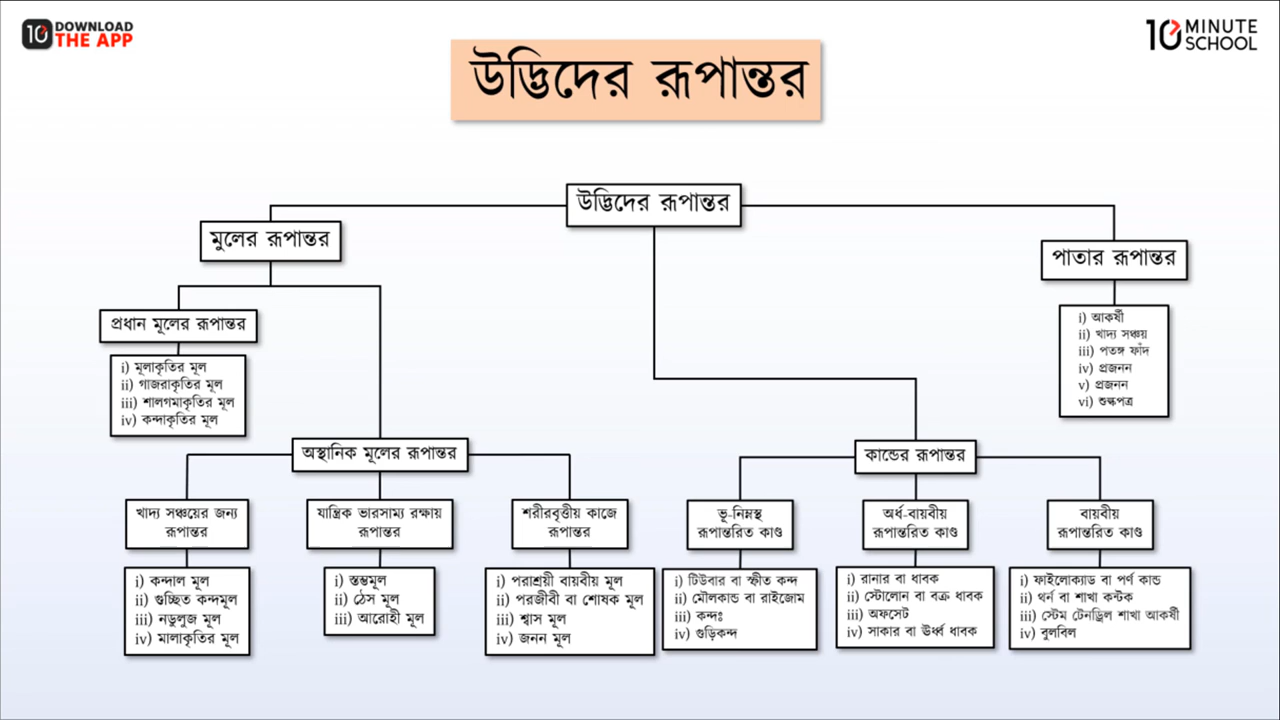 10 DOWNLOAD
THE APP
10 MINUTE
SCHOOL
উদ্ভিদের রূপান্তর
উদ্ভিদের রূপান্তর
মুলের রূপান্তর
প্রধান মূলের রূপান্তর
i) মূলাকৃতির মূল
ii) গাজরাকৃতির মূল
iii) শালগমাকৃতির মূল
iv) কন্দাকৃতির মূল
অস্থানিক মূলের রূপান্তর
খাদ্য সঞ্চয়ের জন্য
রূপান্তর
i) কন্দাল মূল
ii) গুচ্ছিত কন্দমূল
iii) নডুলুজ মূল
iv) মালাকৃতির মূল
যান্ত্রিক ভারসাম্য রক্ষায়
রূপান্তর
i) স্তম্ভমূল
ii) ঠেস মূল
iii) আরোহী মূল
শরীরবৃত্তীয় কাজে
রূপান্তর
i) পরাশ্রয়ী বায়বীয় মূল
ii) পরজীবী বা শোষক মূল
iii) শ্বাস মূল
iv) জনন মূল
কান্ডের রূপান্তর
ভূ-নিম্নস্থ
রূপান্তরিত কাণ্ড
i) টিউবার বা স্ফীত কন্দ
ii) মৌলকান্ড বা রাইজোম
iii) কন্দঃ
iv) গুড়িকন্দ
অর্ধ-বায়বীয়
রূপান্তরিত কাণ্ড
i) রানার বা ধাবক
ii) স্টোলোন বা বক্র ধাবক
iii) অফসেট
iv) সাকার বা ঊর্ধ্ব ধাবক
বায়বীয়
রূপান্তরিত কাণ্ড
i) ফাইলোক্যাড বা পর্ণ কান্ড
ii) থর্ন বা শাখা কন্টক
iii) স্টেম টেনড্রিল শাখা আকর্ষী
iv) বুলবিল
পাতার রূপান্তর
i) আকর্ষী
ii) খাদ্য সঞ্চয়
iii) পতঙ্গ ফাঁদ
iv) প্রজনন
v) প্রজনন
vi) শুল্কপত্র